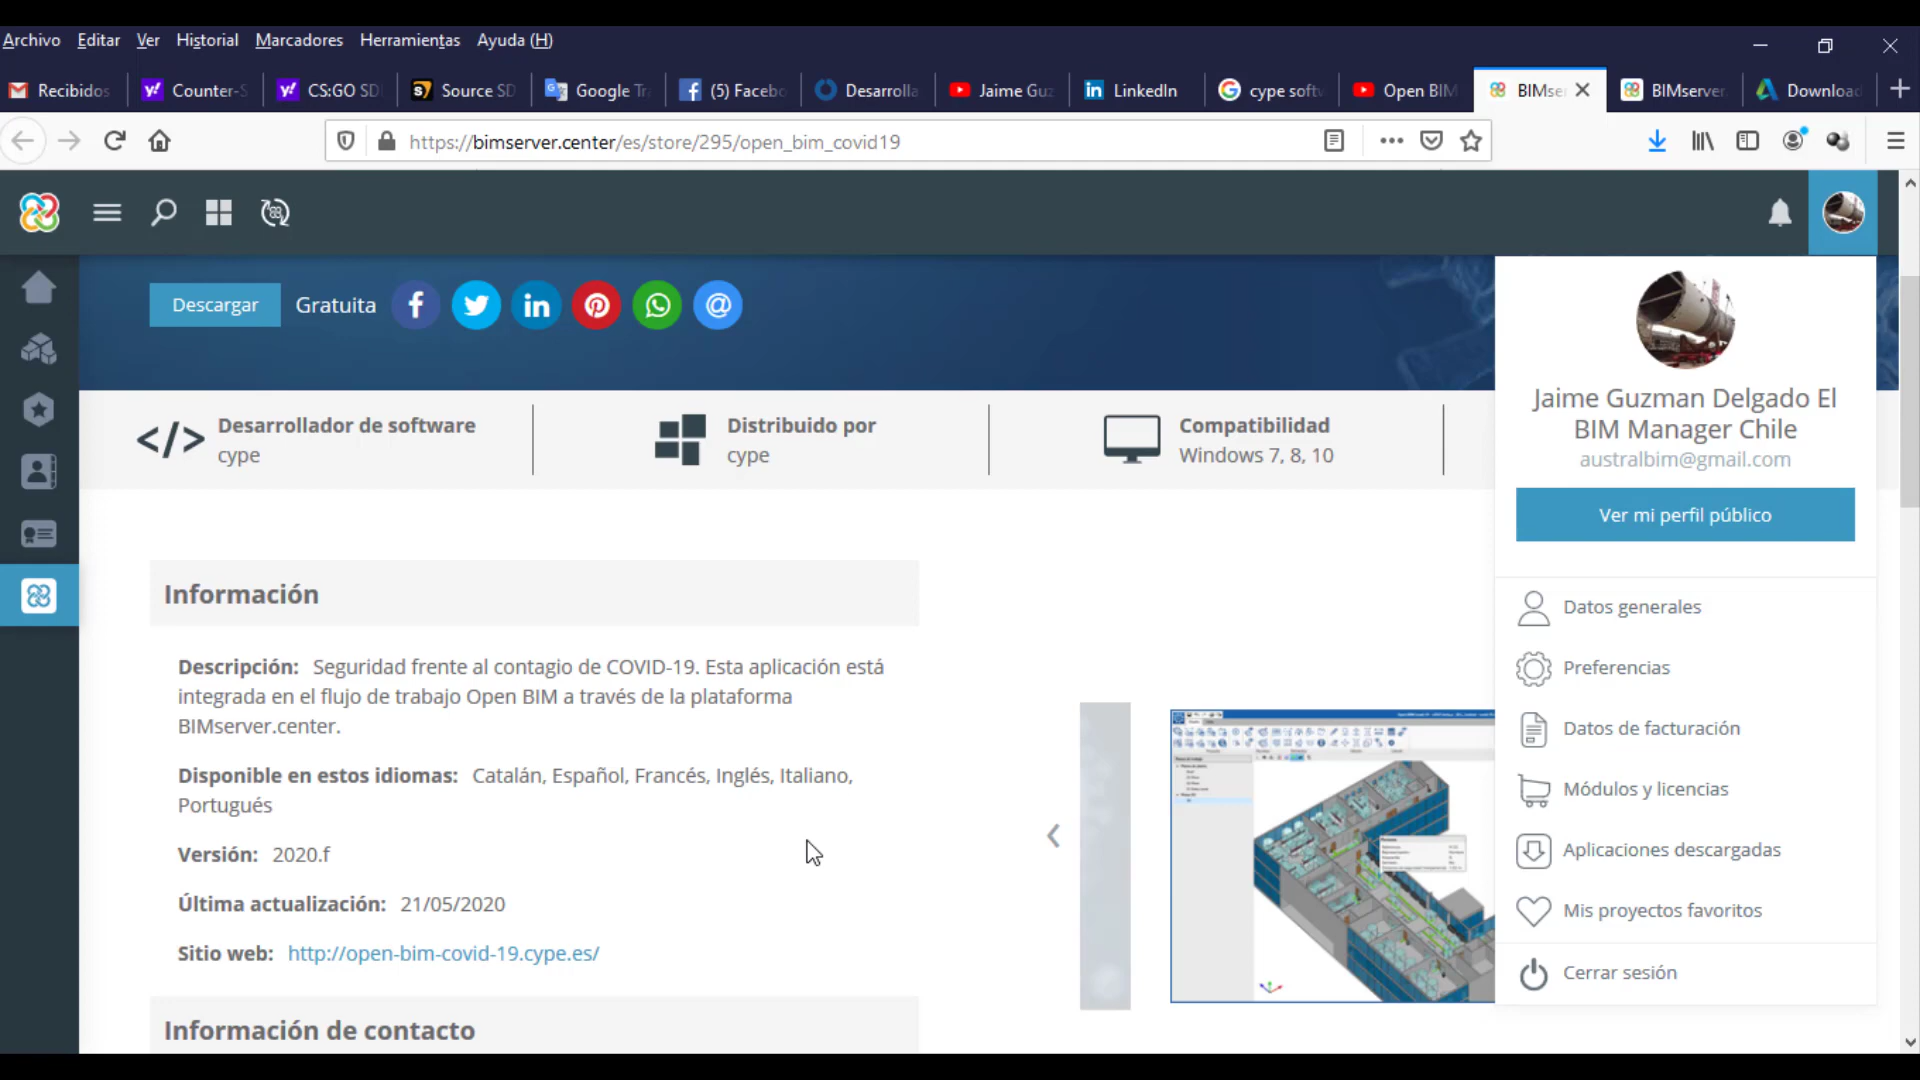 Archivo Editar Ver Historial Marcadores Herramientas Ayuda (H)
Recibidos Counter-S CS:GO SD Source SD Google Tr (5) Facebo Desarrolla Jaime Guz LinkedIn cype softw Open BIM BIMser BIMserver. Download
https://bimserver.center/es/store/295/open_bim_covid19
Descargar Gratuita
Desarrollador de software
cype
Distribuido por
cype
Compatibilidad
Windows 7, 8, 10
Información
Descripción: Seguridad frente al contagio de COVID-19. Esta aplicación está
integrada en el flujo de trabajo Open BIM a través de la plataforma
BIMserver.center.
Disponible en estos idiomas: Catalán, Español, Francés, Inglés, Italiano,
Portugués
Versión: 2020.f
Última actualización: 21/05/2020
Sitio web: http://open-bim-covid-19.cype.es/
Información de contacto
Jaime Guzman Delgado El
BIM Manager Chile
australbim@gmail.com
Ver mi perfil público
Datos generales
Preferencias
Datos de facturación
Módulos y licencias
Aplicaciones descargadas
Mis proyectos favoritos
Cerrar sesión